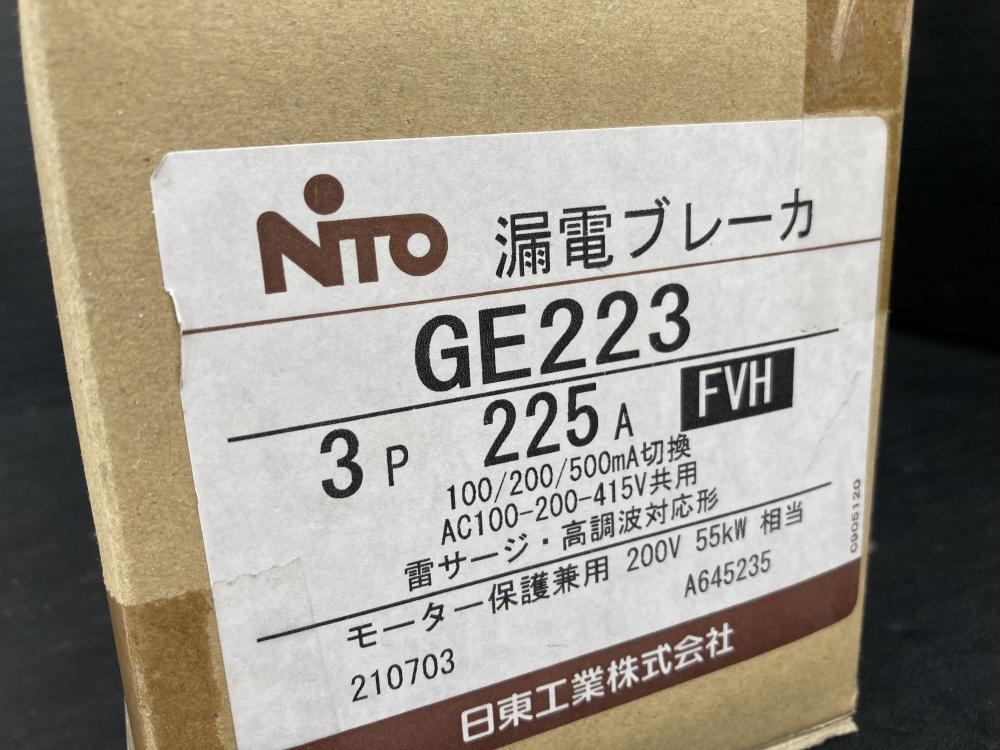 NITO 漏電ブレーカ
GE223
3P 225A FVH
100/200/500mA切換
AC100-200-415V共用
雷サージ・高調波対応形
モーター保護兼用 200V 55kW 相当
210703 A645235
日東工業株式会社
C905120